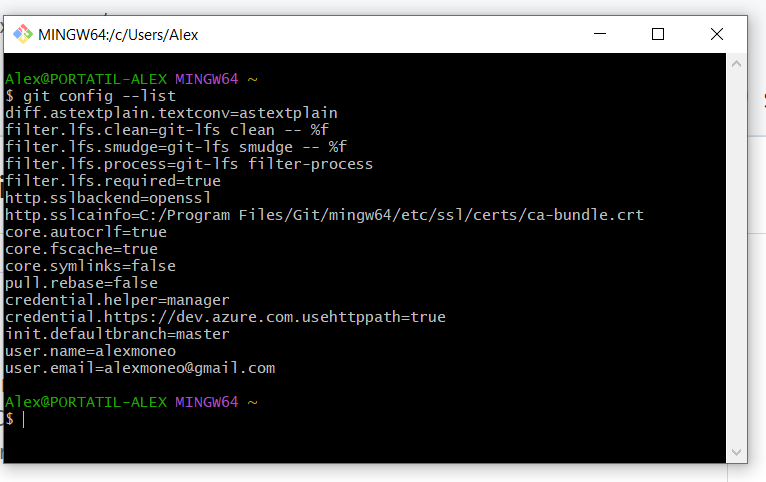 MINGW64:/c/Users/Alex
Alex@PORTATIL-ALEX MINGW64 ~
$ git config --list
diff.astextplain.textconv=astextplain
filter.lfs.clean=git-lfs clean -- %f
filter.lfs.smudge=git-lfs smudge -- %f
filter.lfs.process=git-lfs filter-process
filter.lfs.required=true
http.sslbackend=openssl
http.sslcainfo=C:/Program Files/Git/mingw64/etc/ssl/certs/ca-bundle.crt
core.autocrlf=true
core.fscache=true
core.symlinks=false
pull.rebase=false
credential.helper=manager
credential.https://dev.azure.com.usehttppath=true
init.defaultbranch=master
user.name=alexmoneo
user.email=alexmoneo@gmail.com
Alex@PORTATIL-ALEX MINGW64 ~
$